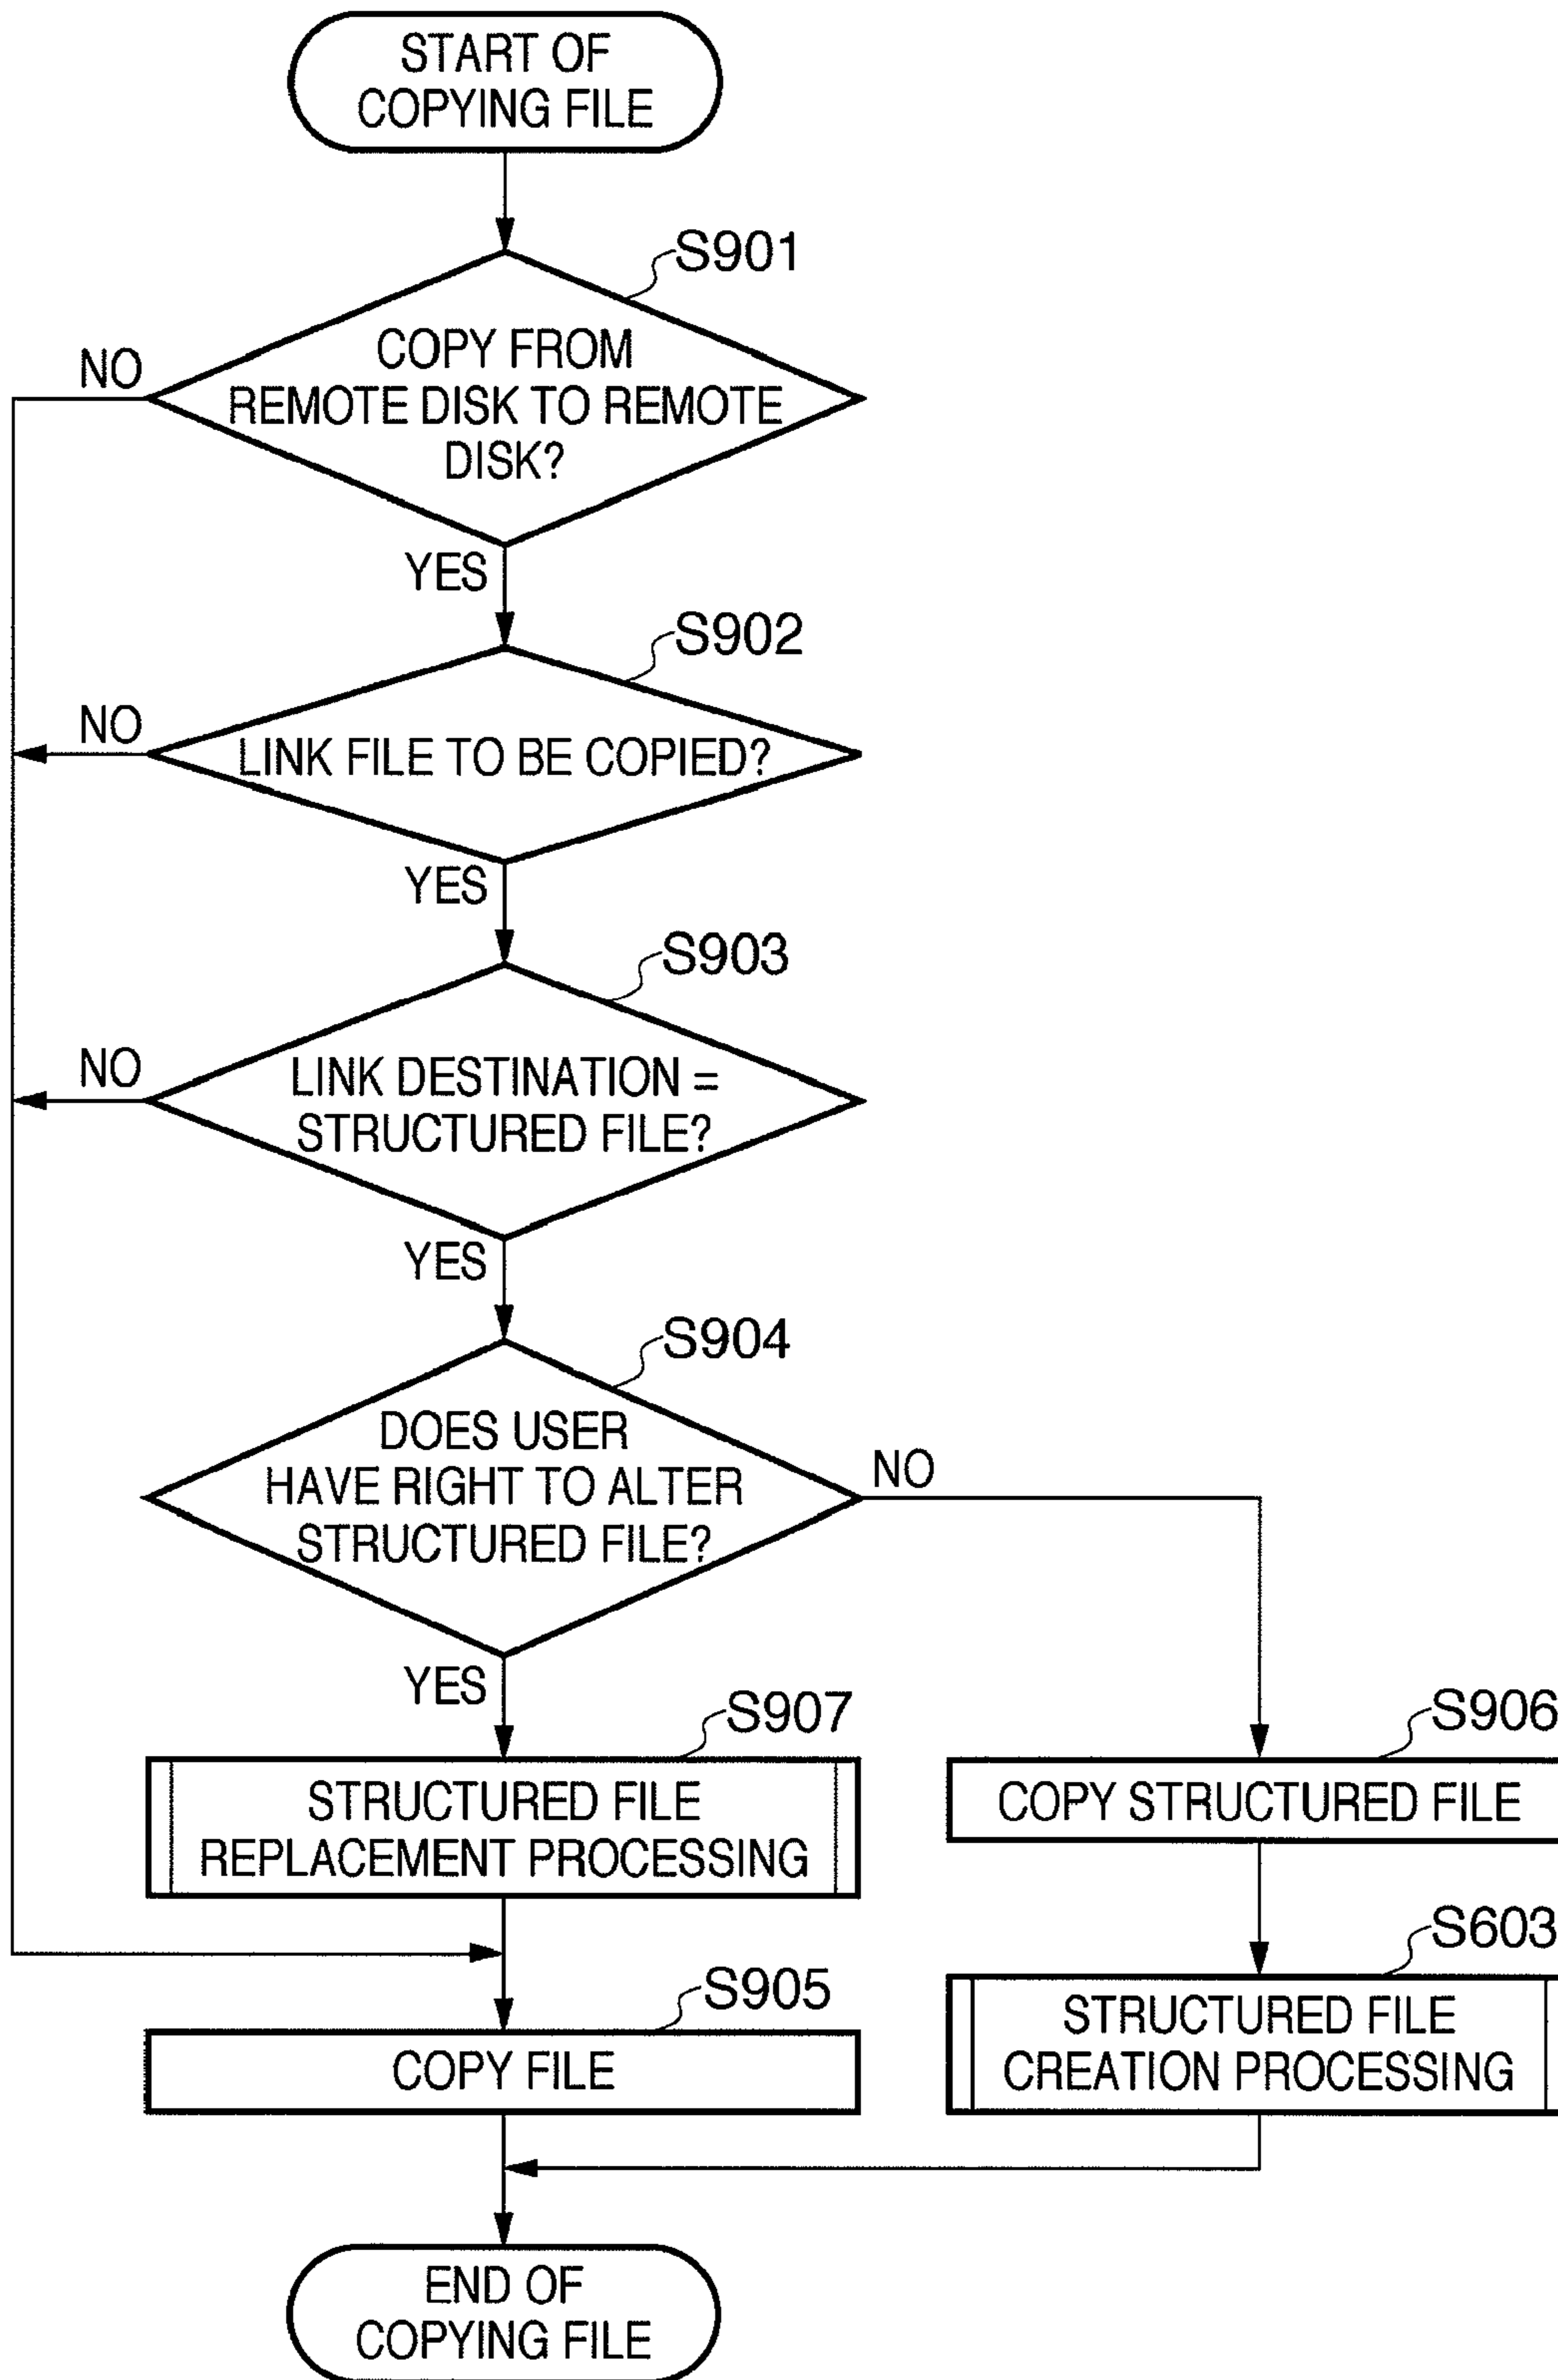 START OF
COPYING FILE
S901
COPY FROM
REMOTE DISK TO REMOTE
DISK?
NO
YES
S902
LINK FILE TO BE COPIED?
NO
YES
S903
LINK DESTINATION =
STRUCTURED FILE?
NO
YES
S904
DOES USER
HAVE RIGHT TO ALTER
STRUCTURED FILE?
NO
YES
S907
STRUCTURED FILE
REPLACEMENT PROCESSING
S906
COPY STRUCTURED FILE
S603
STRUCTURED FILE
CREATION PROCESSING
S905
COPY FILE
END OF
COPYING FILE